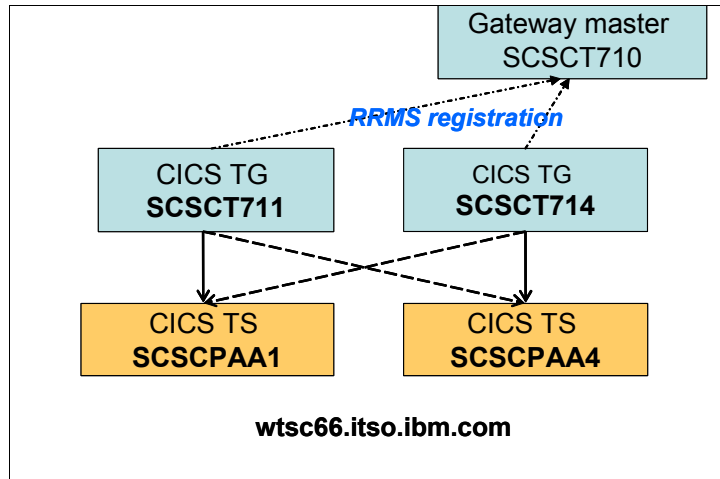 Gateway master
SCSCT710
RRMS registration
CICS TG
SCSCT711
CICS TG
SCSCT714
CICS TS
SCSCPAA1
CICS TS
SCSCPAA4
wtsc66.itso.ibm.com